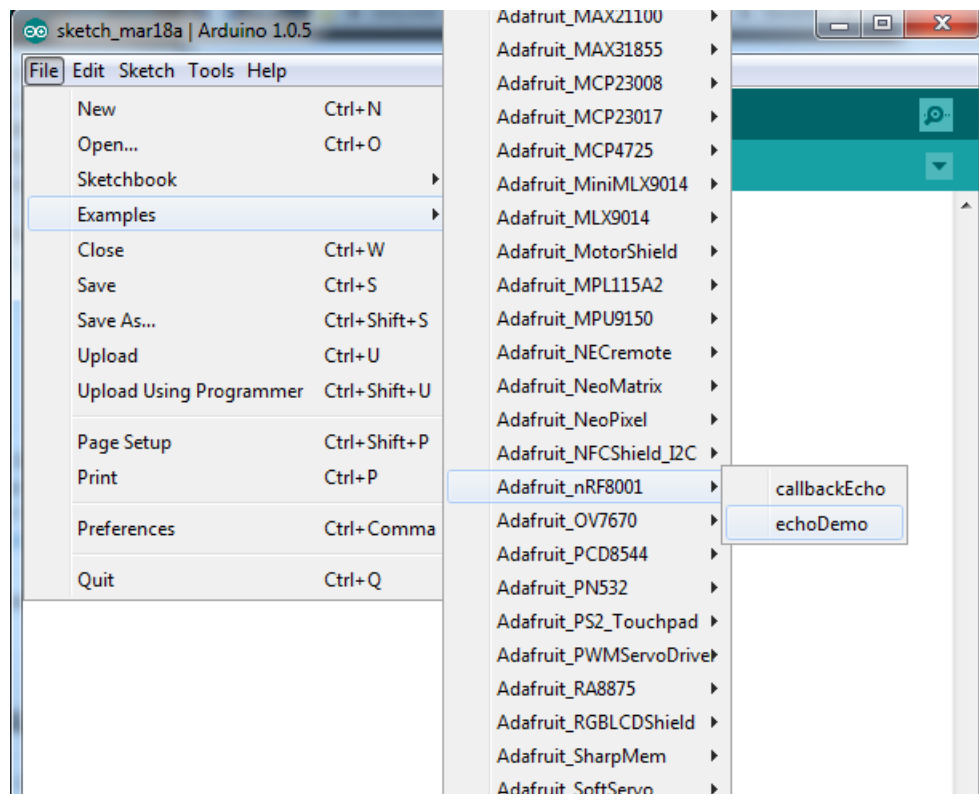 sketch_mar18a | Arduino 1.0.5
File Edit Sketch Tools Help
New Ctrl+N
Open... Ctrl+O
Sketchbook
Examples
Close Ctrl+W
Save Ctrl+S
Save As... Ctrl+Shift+S
Upload Ctrl+U
Upload Using Programmer Ctrl+Shift+U
Page Setup Ctrl+Shift+P
Print Ctrl+P
Preferences Ctrl+Comma
Quit Ctrl+Q
Adafruit_MAX21100
Adafruit_MAX31855
Adafruit_MCP23008
Adafruit_MCP23017
Adafruit_MCP4725
Adafruit_MiniMLX9014
Adafruit_MLX9014
Adafruit_MotorShield
Adafruit_MPL115A2
Adafruit_MPU9150
Adafruit_NECremote
Adafruit_NeoMatrix
Adafruit_NeoPixel
Adafruit_NFCShield_I2C
Adafruit_nRF8001
Adafruit_OV7670
Adafruit_PCD8544
Adafruit_PN532
Adafruit_PS2_Touchpad
Adafruit_PWMServoDriver
Adafruit_RA8875
Adafruit_RGBLCDShield
Adafruit_SharpMem
Adafruit_SoftServo
callbackEcho
echoDemo